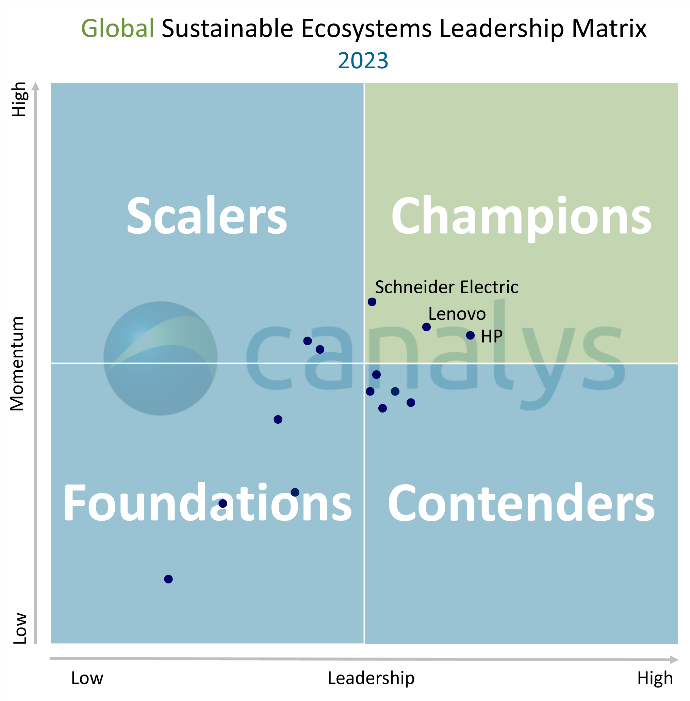 Global Sustainable Ecosystems Leadership Matrix
2023
High
Scalers
Champions
Schneider Electric
Lenovo
HP
canalys
Momentum
Foundations
Contenders
Low
Low
Leadership
High